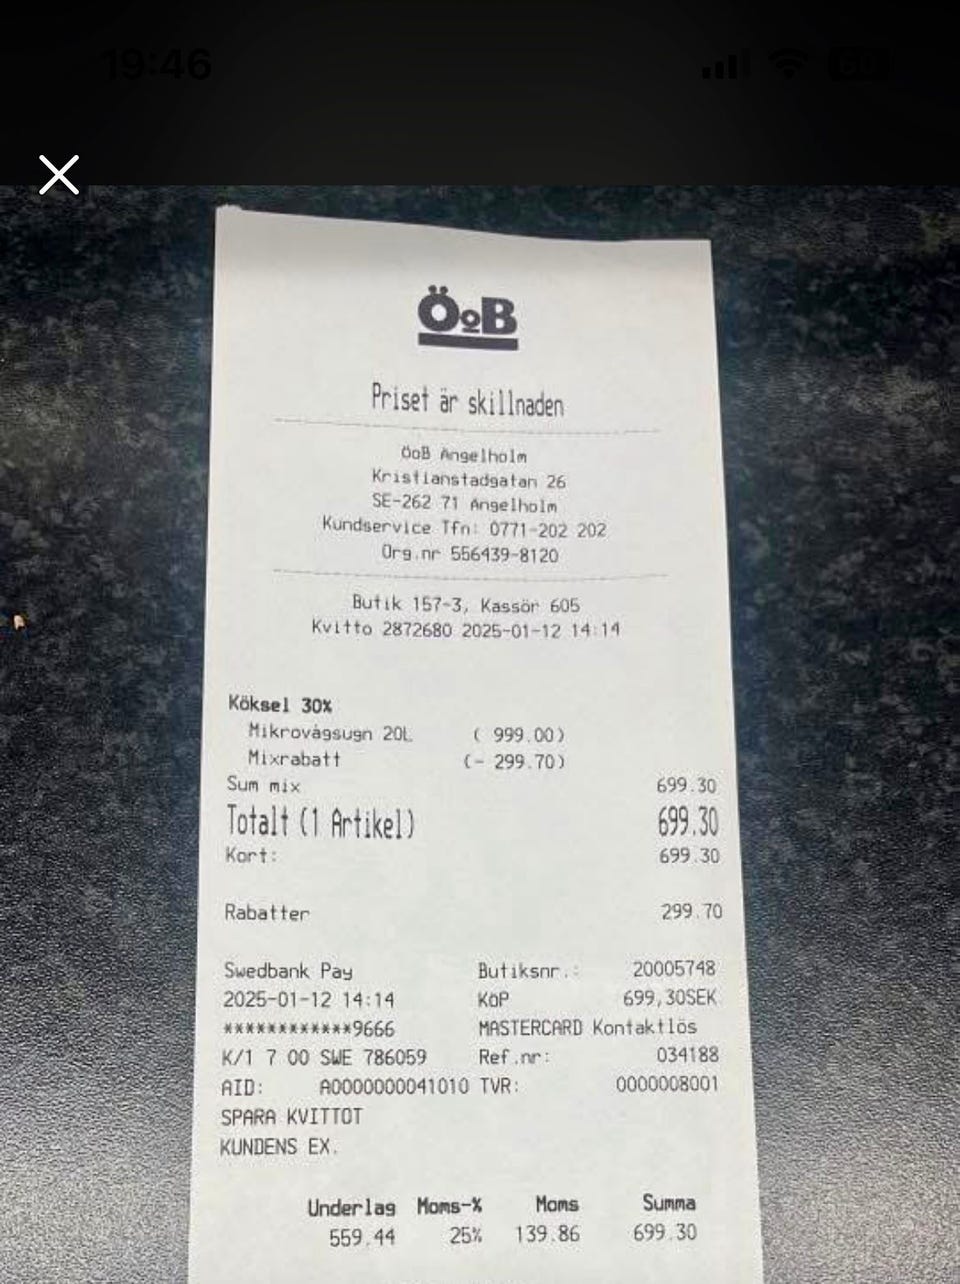 19:46
ÖoB
Priset är skillnaden
ÖoB Ängelholm
Kristianstadgatan 26
SE-262 71 Ängelholm
Kundservice Tfn: 0771-202 202
Org.nr 556439-8120
Butik 157-3, Kassör 605
Kvitto 2872680 2025-01-12 14:14
Köksel 30%
Mikrovågsugn 20L ( 999.00)
Mixrabatt (- 299.70)
Sum mix 699.30
Totalt (1 Artikel) 699.30
Kort: 699.30
Rabatter 299.70
Swedbank Pay Butiksnr.: 20005748
2025-01-12 14:14 KÖP 699,30SEK
************9666 MASTERCARD Kontaktlös
K/1 7 00 SWE 786059 Ref.nr: 034188
AID: A0000000041010 TVR: 0000008001
SPARA KVITTOT
KUNDENS EX.
Underlag Moms-% Moms Summa
559.44 25% 139.86 699.30